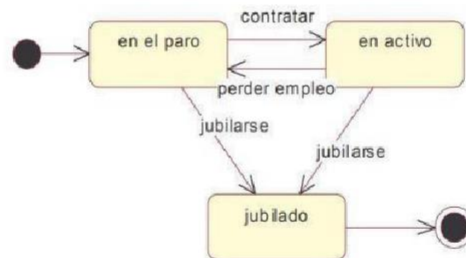 contratar
en el paro
en activo
perder empleo
jubilarse
jubilarse
jubilado